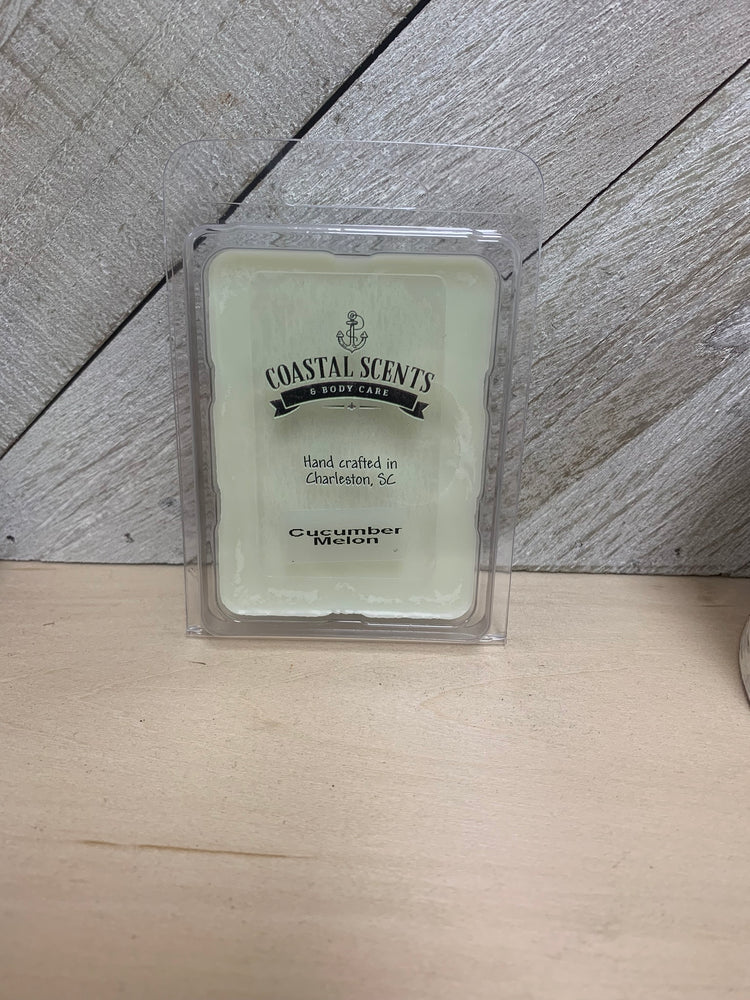 COASTAL SCENTS
& BODY CARE
Hand crafted in
Charleston, SC
Cucumber
Melon